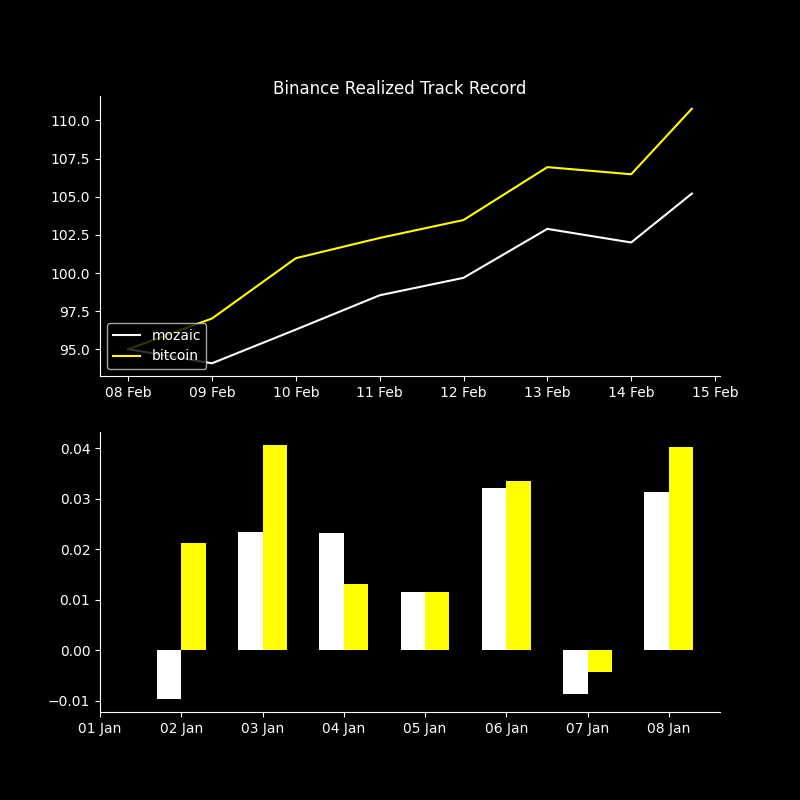 Binance Realized Track Record
110.0
107.5
105.0
102.5
100.0
97.5
95.0
mozaic
bitcoin
08 Feb 09 Feb 10 Feb 11 Feb 12 Feb 13 Feb 14 Feb 15 Feb
0.04
0.03
0.02
0.01
0.00
−0.01
01 Jan 02 Jan 03 Jan 04 Jan 05 Jan 06 Jan 07 Jan 08 Jan